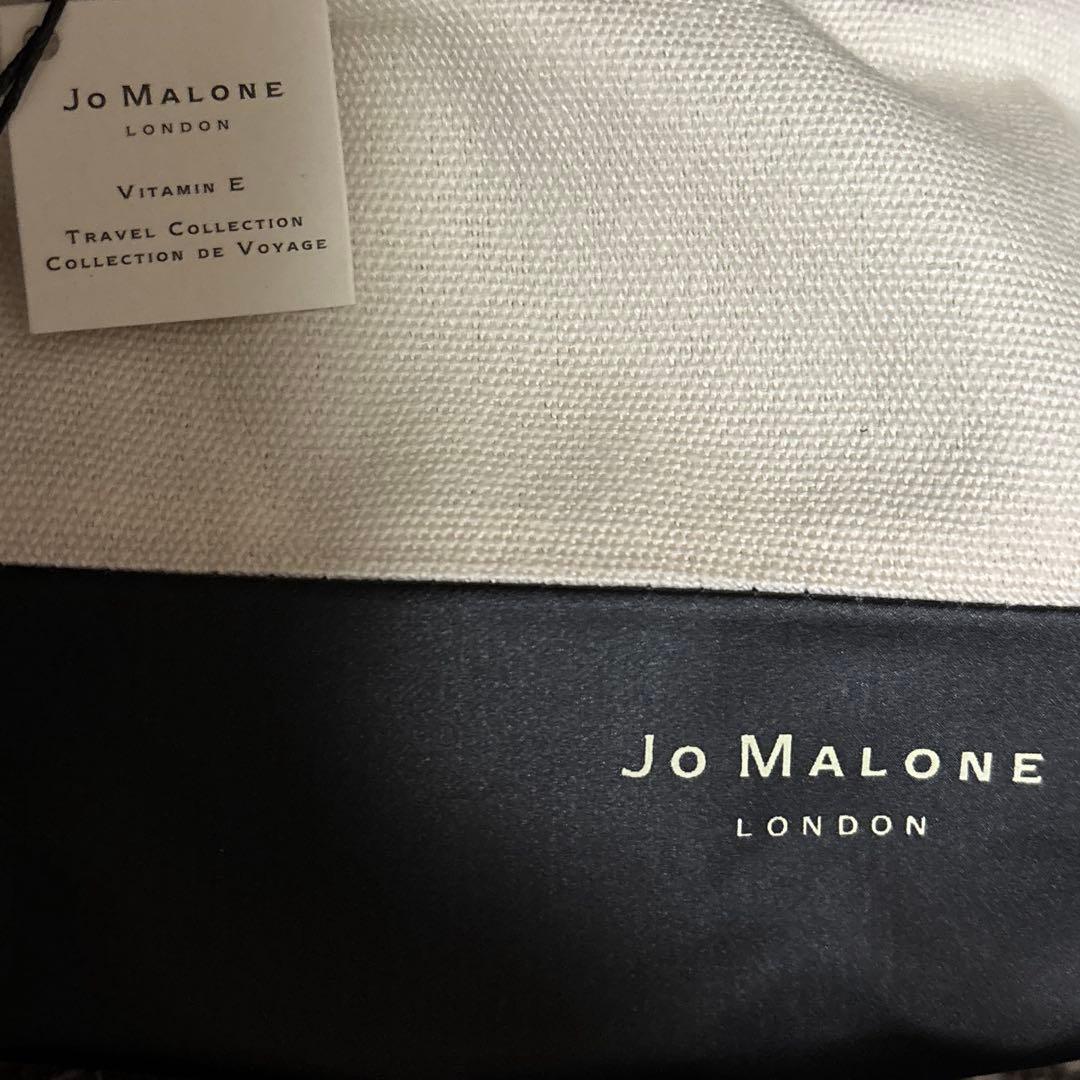 Jo Malone
London
Vitamin E
Travel Collection
Collection de Voyage
Jo Malone
London